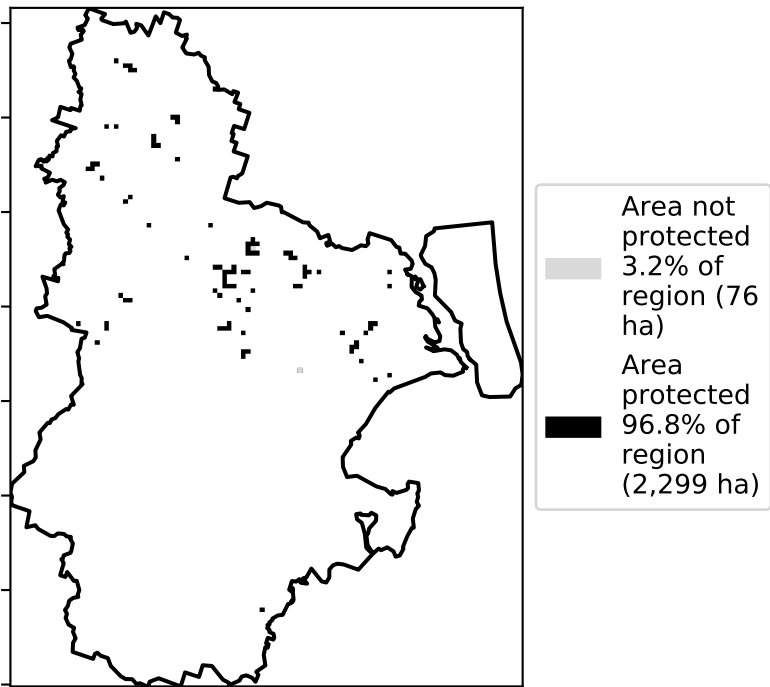 Area not
protected
3.2% of
region (76
ha)
Area
protected
96.8% of
region
(2,299 ha)